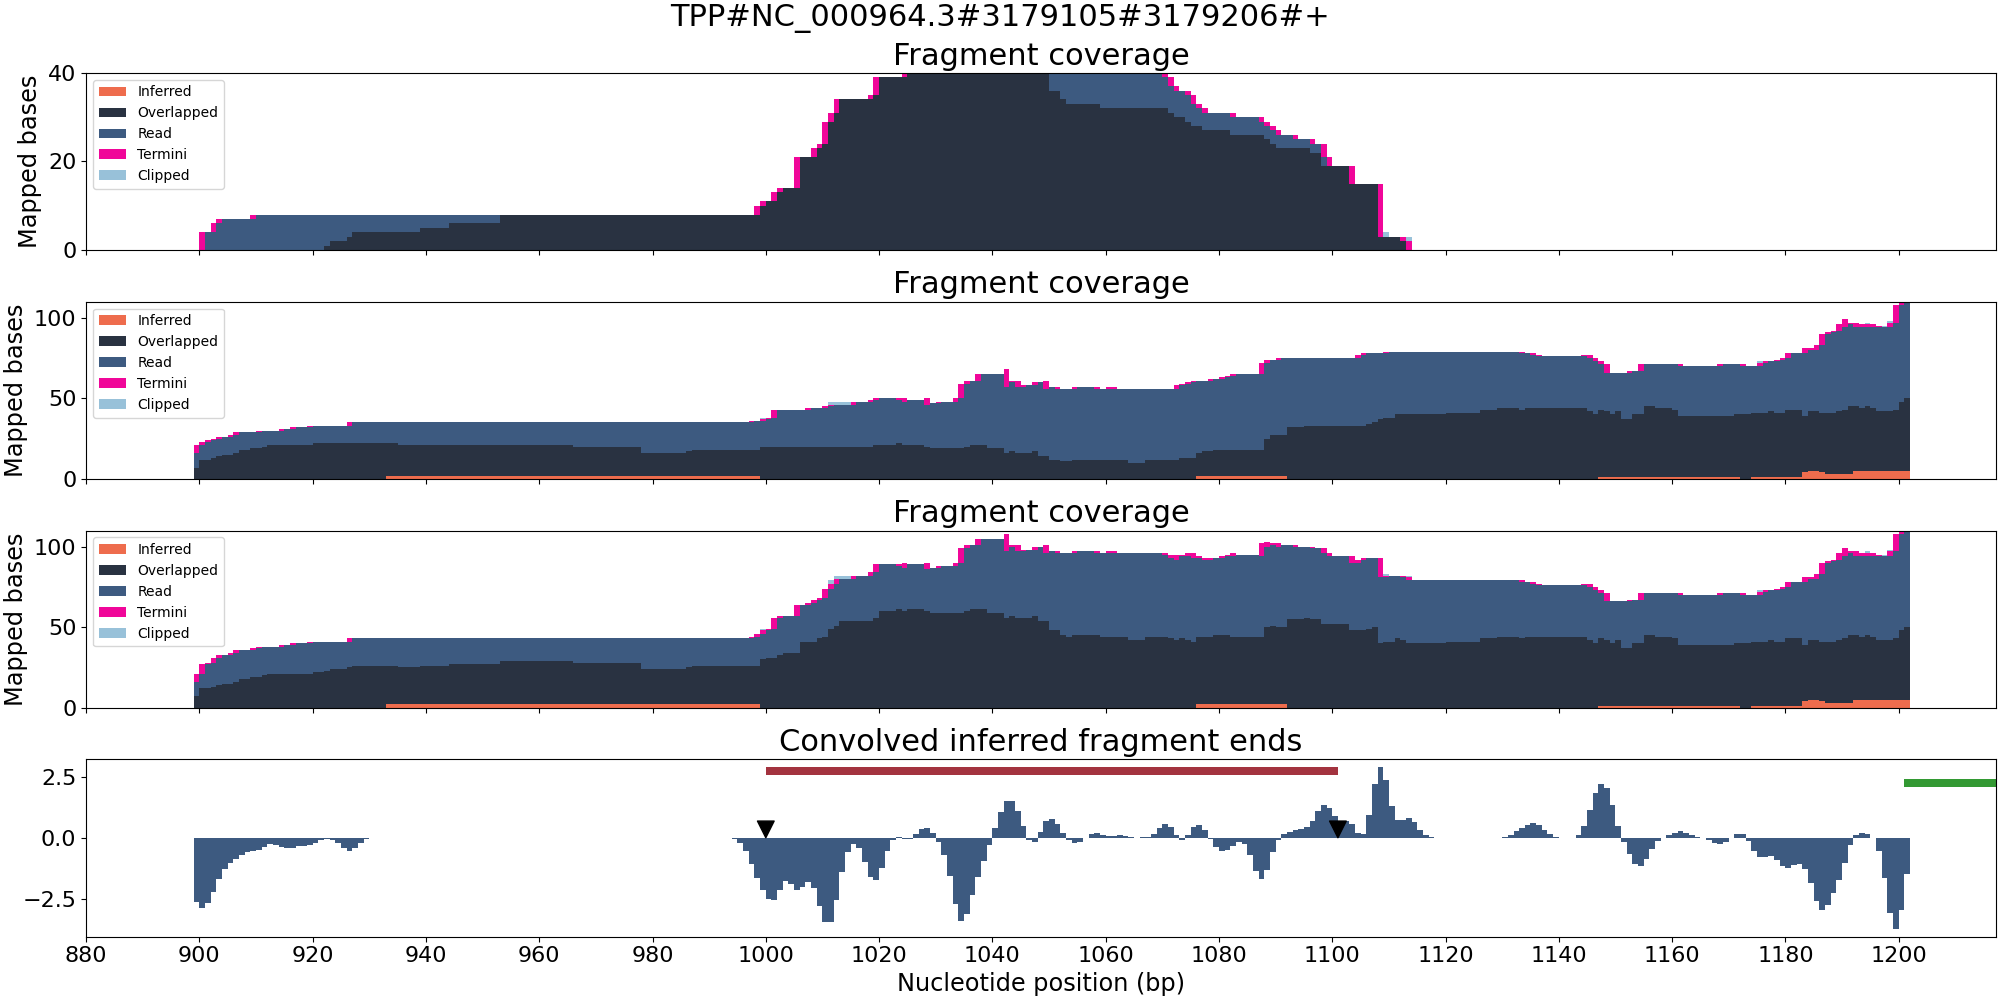 TPP#NC_000964.3#3179105#3179206#+
Fragment coverage
Mapped bases
40
20
0
Inferred
Overlapped
Read
Termini
Clipped
Fragment coverage
Mapped bases
100
50
0
Inferred
Overlapped
Read
Termini
Clipped
Fragment coverage
Mapped bases
100
50
0
Inferred
Overlapped
Read
Termini
Clipped
Convolved inferred fragment ends
2.5
0.0
−2.5
880 900 920 940 960 980 1000 1020 1040 1060 1080 1100 1120 1140 1160 1180 1200
Nucleotide position (bp)